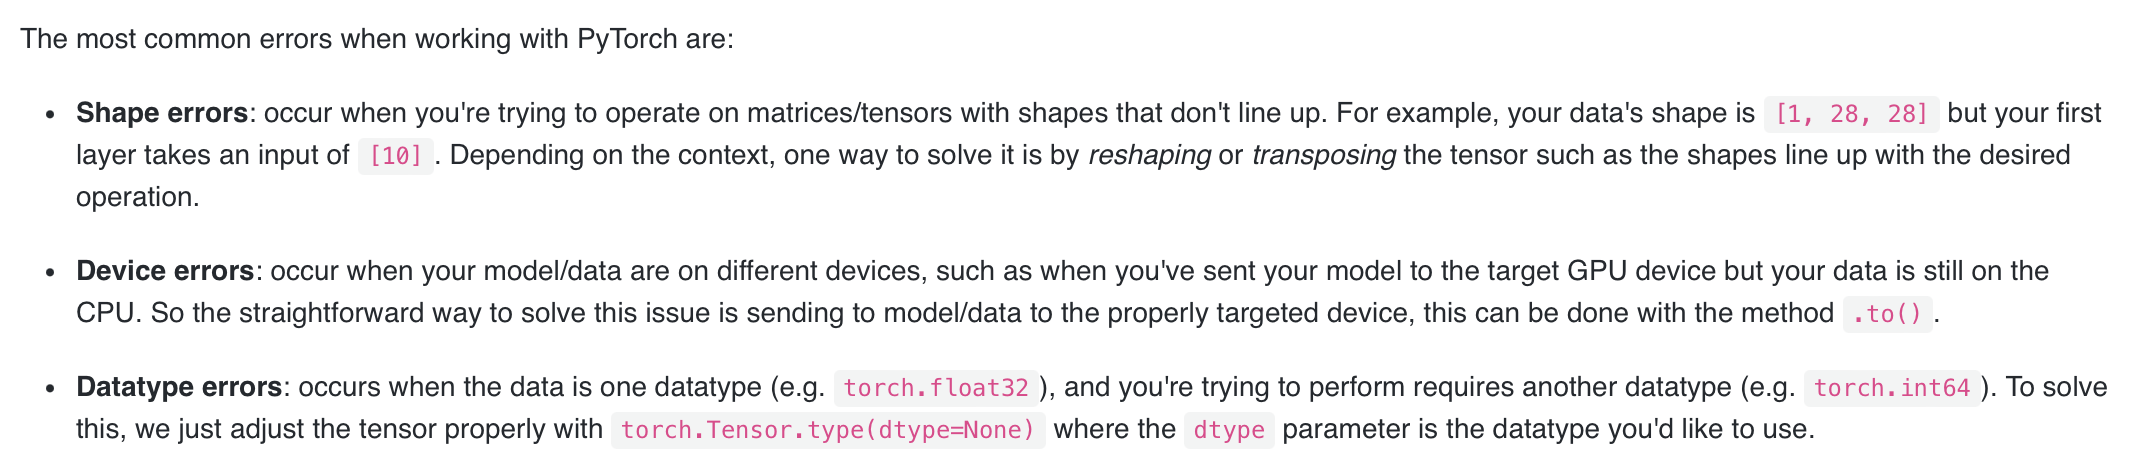 The most common errors when working with PyTorch are:
• Shape errors: occur when you're trying to operate on matrices/tensors with shapes that don't line up. For example, your data's shape is [1, 28, 28] but your first
layer takes an input of [10] . Depending on the context, one way to solve it is by reshaping or transposing the tensor such as the shapes line up with the desired
operation.
• Device errors: occur when your model/data are on different devices, such as when you've sent your model to the target GPU device but your data is still on the
CPU. So the straightforward way to solve this issue is sending to model/data to the properly targeted device, this can be done with the method .to() .
• Datatype errors: occurs when the data is one datatype (e.g. torch.float32 ), and you're trying to perform requires another datatype (e.g. torch.int64 ). To solve
this, we just adjust the tensor properly with torch.Tensor.type(dtype=None) where the dtype parameter is the datatype you'd like to use.